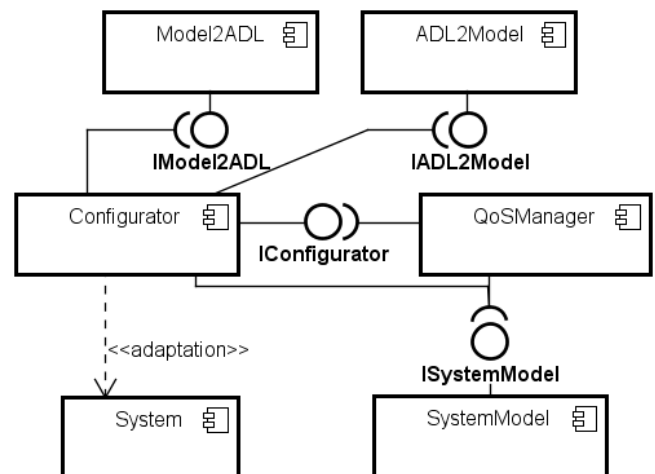 Model2ADL
ADL2Model
IModel2ADL
IADL2Model
Configurator
QoSManager
IConfigurator
<<adaptation>>
ISystemModel
System
SystemModel